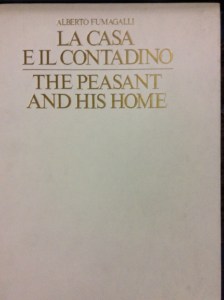 ALBERTO FUMAGALLI
LA CASA
E IL CONTADINO
THE PEASANT
AND HIS HOME